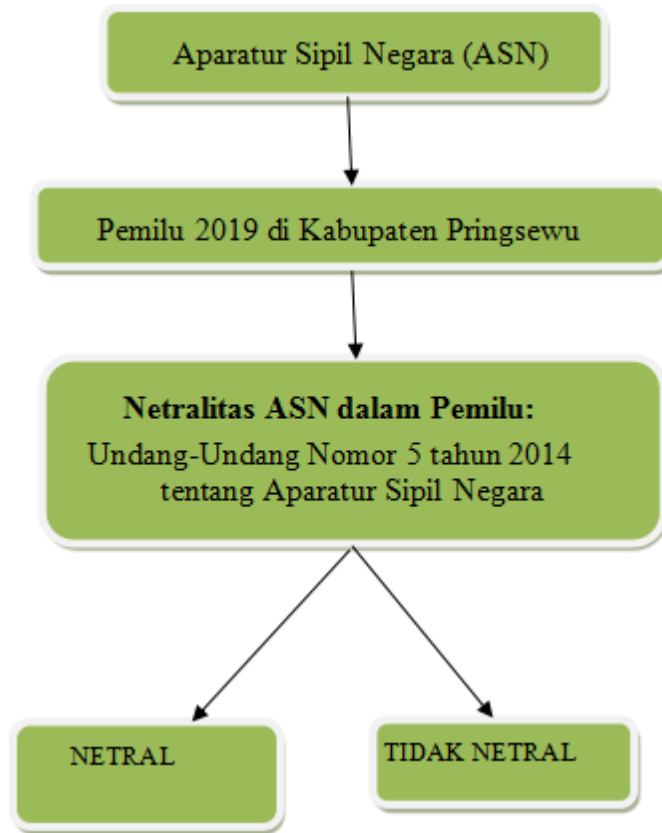 Aparatur Sipil Negara (ASN)
Pemilu 2019 di Kabupaten Pringsewu
Netralitas ASN dalam Pemilu:
Undang-Undang Nomor 5 tahun 2014
tentang Aparatur Sipil Negara
NETRAL
TIDAK NETRAL